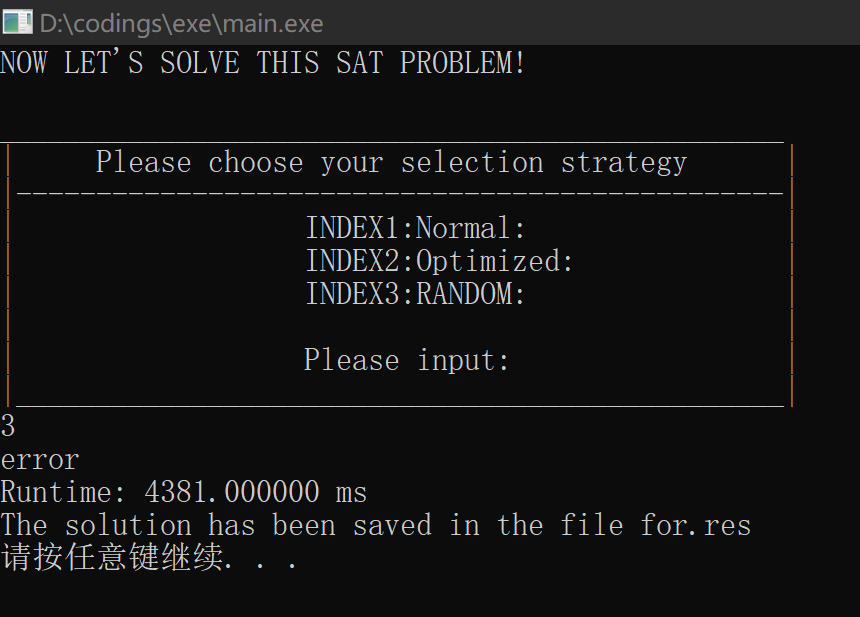 D:\codings\exe\main.exe
NOW LET'S SOLVE THIS SAT PROBLEM!
Please choose your selection strategy
INDEX1:Normal:
INDEX2:Optimized:
INDEX3:RANDOM:
Please input:
3
error
Runtime: 4381.000000 ms
The solution has been saved in the file for.res
请按任意键继续. . .